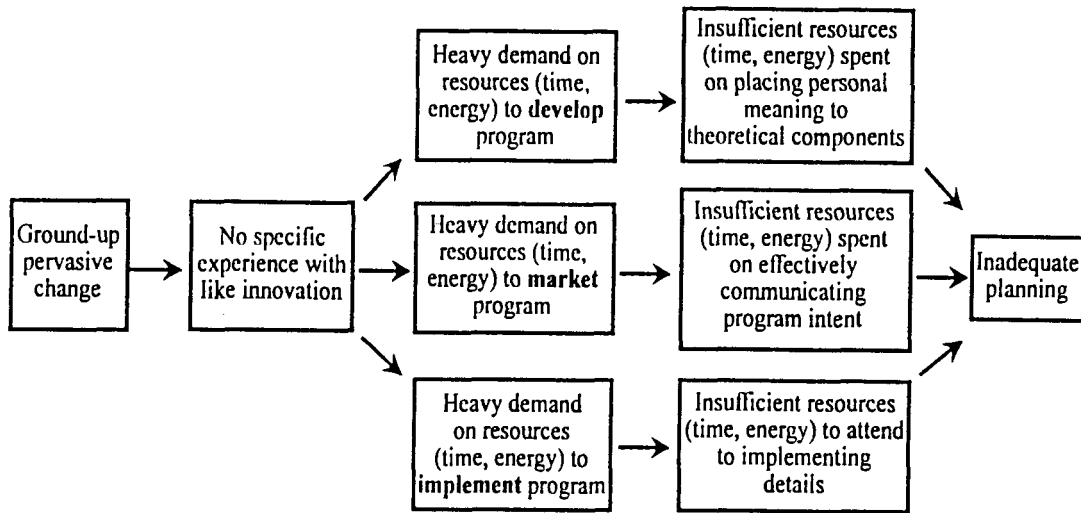 Ground-up
pervasive
change
No specific
experience with
like innovation
Heavy demand on
resources (time,
energy) to develop
program
Insufficient resources
(time, energy) spent
on placing personal
meaning to
theoretical components
Heavy demand on
resources (time,
energy) to market
program
Insufficient resources
(time, energy) spent
on effectively
communicating
program intent
Heavy demand
on resources
(time, energy) to
implement program
Insufficient resources
(time, energy) to attend
to implementing
details
Inadequate
planning